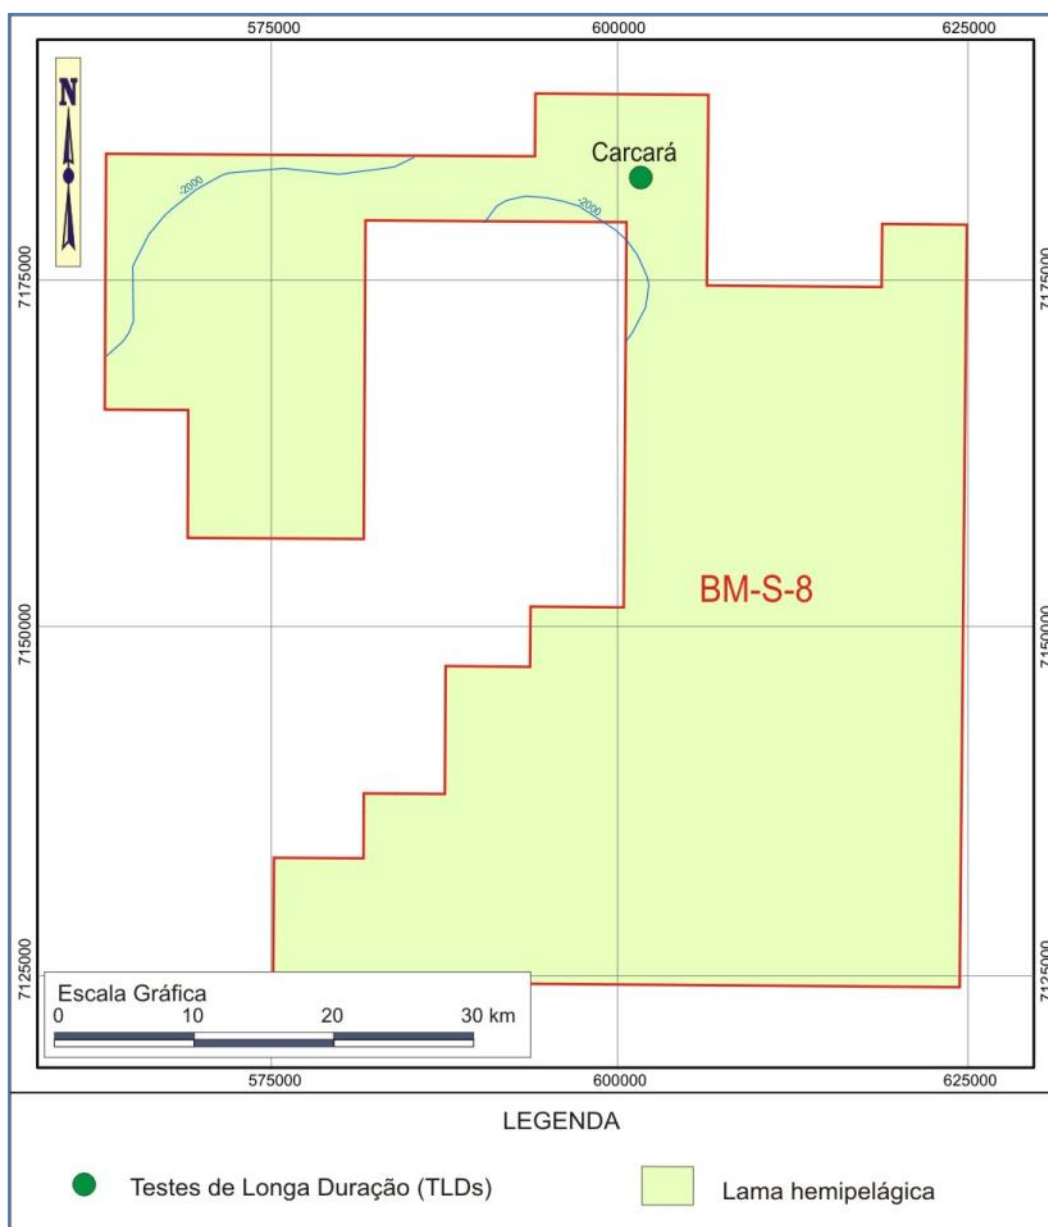 575000 600000 625000
N
Carcará
-2000
-2000
7175000 7175000
BM-S-8
7150000 7150000
7125000 7125000
Escala Gráfica
0 10 20 30 km
575000 600000 625000
LEGENDA
Testes de Longa Duração (TLDs)
Lama hemipelágica